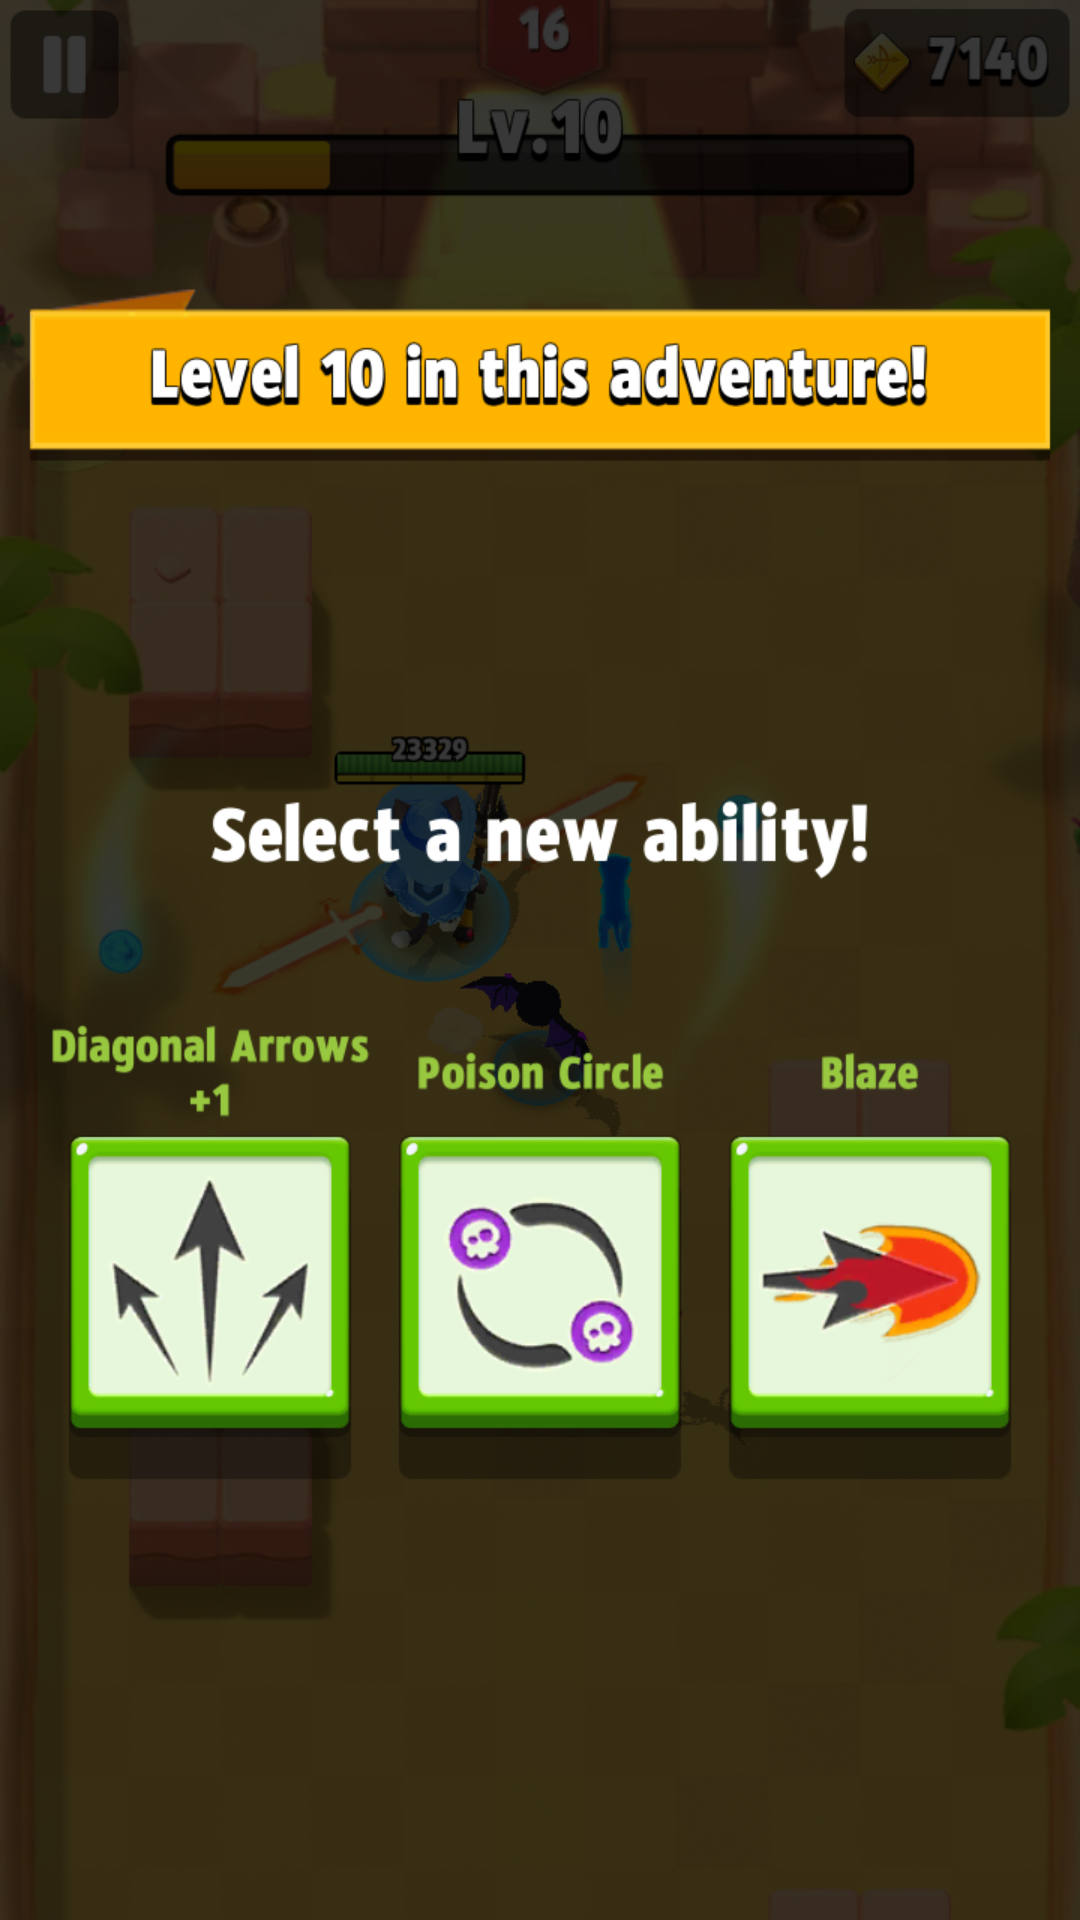 16
7140
Lv.10
Level 10 in this adventure!
23329
Select a new ability!
Diagonal Arrows
+1
Poison Circle
Blaze